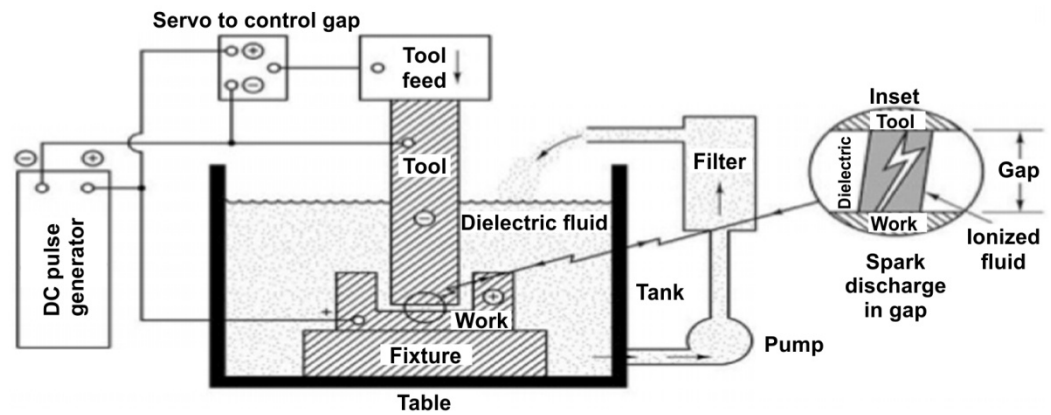 Servo to control gap
+
−
Tool
feed
Inset
Tool
Dielectric
Gap
Work
Ionized
fluid
Spark
discharge
in gap
− +
DC pulse
generator
Tool
−
Filter
Dielectric fluid
+
+
Work
Fixture
Tank
Pump
Table